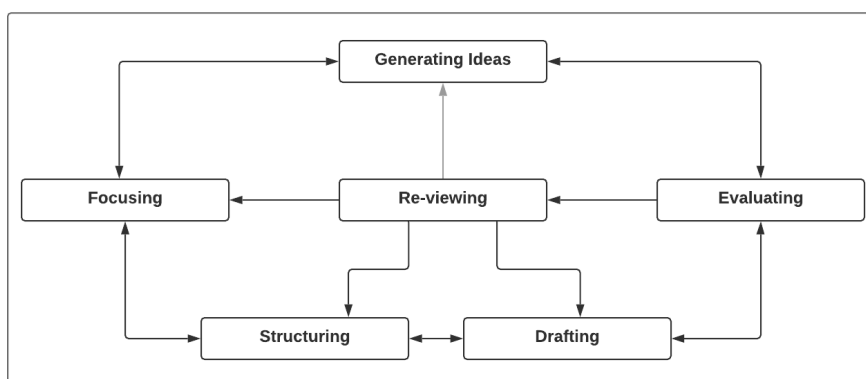 Generating Ideas
Focusing
Re-viewing
Evaluating
Structuring
Drafting